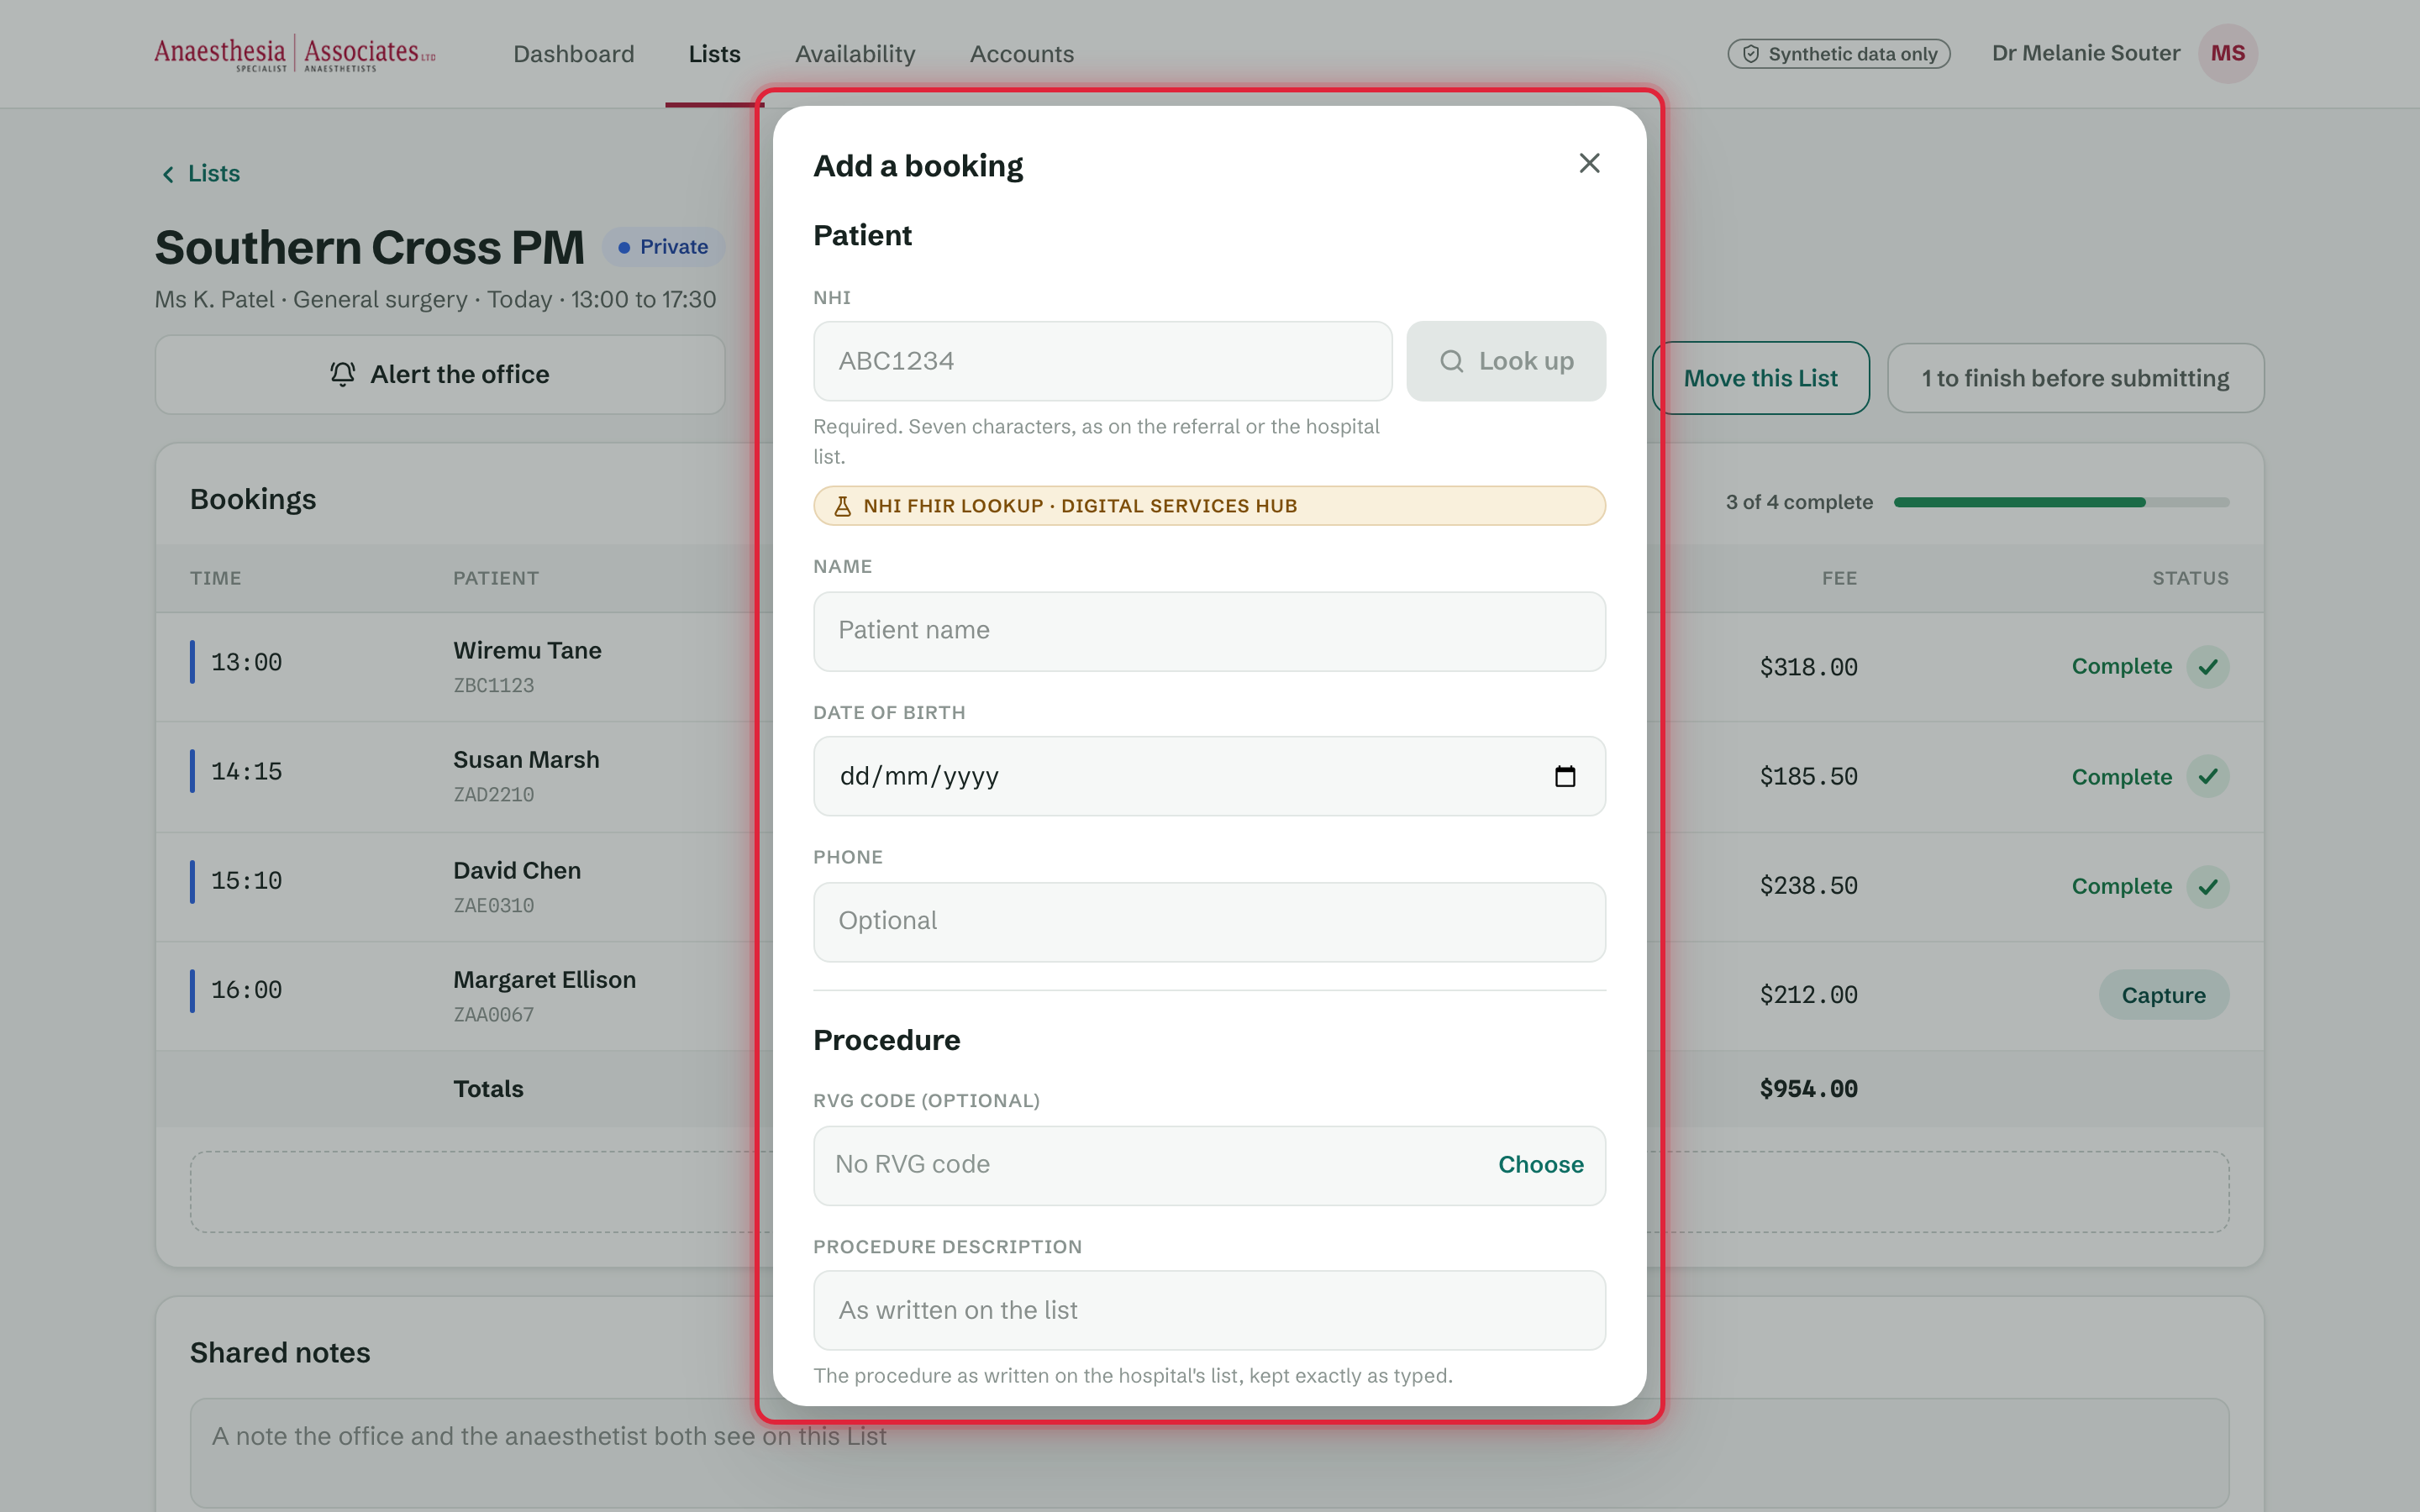 Anaesthesia Associates LTD
SPECIALIST ANAESTHETISTS
Dashboard
Lists
Availability
Accounts
Synthetic data only
Dr Melanie Souter
MS
Lists
Southern Cross PM
Private
Ms K. Patel · General surgery · Today · 13:00 to 17:30
Alert the office
Move this List
1 to finish before submitting
Bookings
3 of 4 complete
TIME
PATIENT
FEE
STATUS
13:00
Wiremu Tane
ZBC1123
$318.00
Complete
14:15
Susan Marsh
ZAD2210
$185.50
Complete
15:10
David Chen
ZAE0310
$238.50
Complete
16:00
Margaret Ellison
ZAA0067
$212.00
Capture
Totals
$954.00
Shared notes
A note the office and the anaesthetist both see on this List
Add a booking
Patient
NHI
ABC1234
Look up
Required. Seven characters, as on the referral or the hospital
list.
NHI FHIR LOOKUP · DIGITAL SERVICES HUB
NAME
Patient name
DATE OF BIRTH
dd/mm/yyyy
PHONE
Optional
Procedure
RVG CODE (OPTIONAL)
No RVG code
Choose
PROCEDURE DESCRIPTION
As written on the list
The procedure as written on the hospital's list, kept exactly as typed.